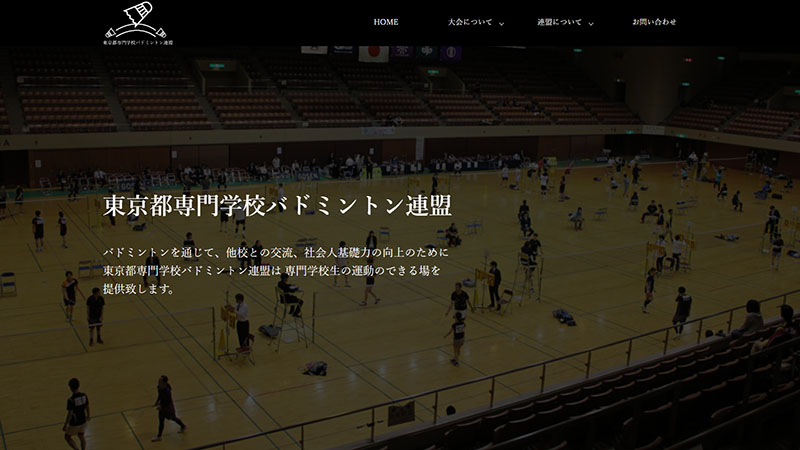 東京都専門学校バドミントン連盟
HOME
大会について
連盟について
お問い合わせ
東京都専門学校バドミントン連盟
バドミントンを通じて、他校との交流、社会人基礎力の向上のために
東京都専門学校バドミントン連盟は 専門学校生の運動のできる場を
提供致します。